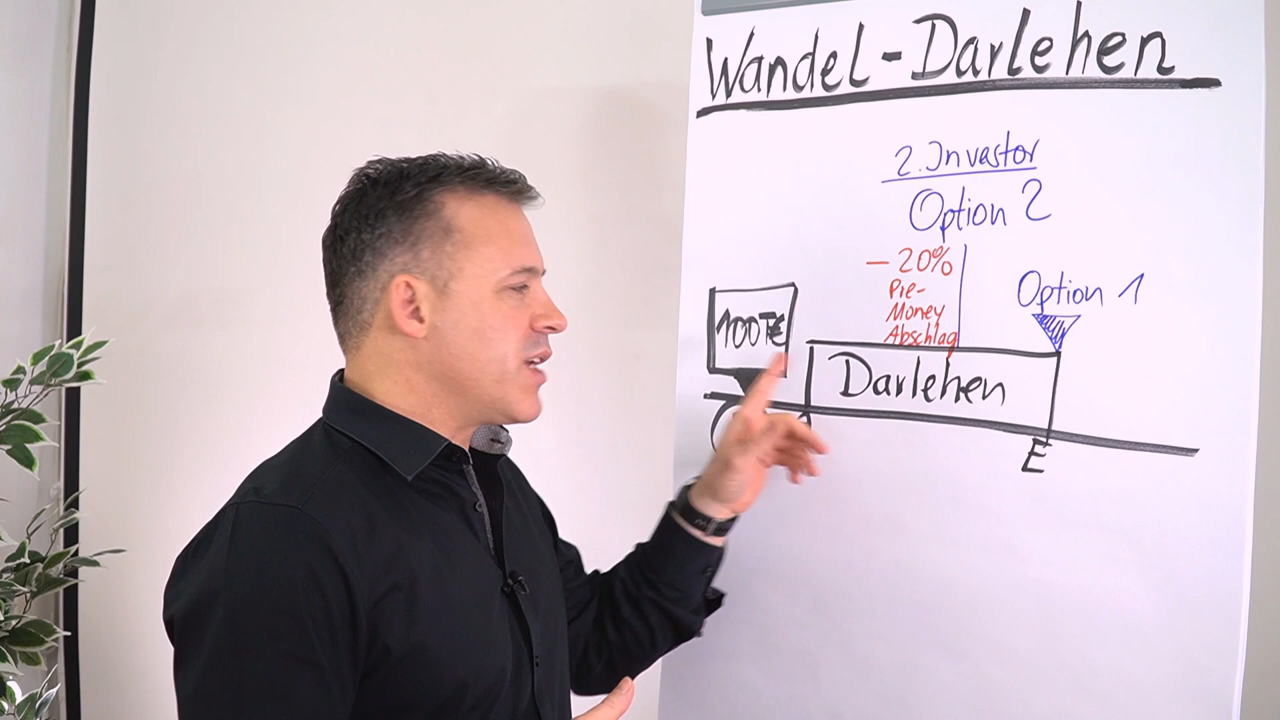 Wandel-Darlehen
2. Investor
Option 2
- 20%
Pre-
Money
Abschlag
Option 1
100T€
Darlehen
E